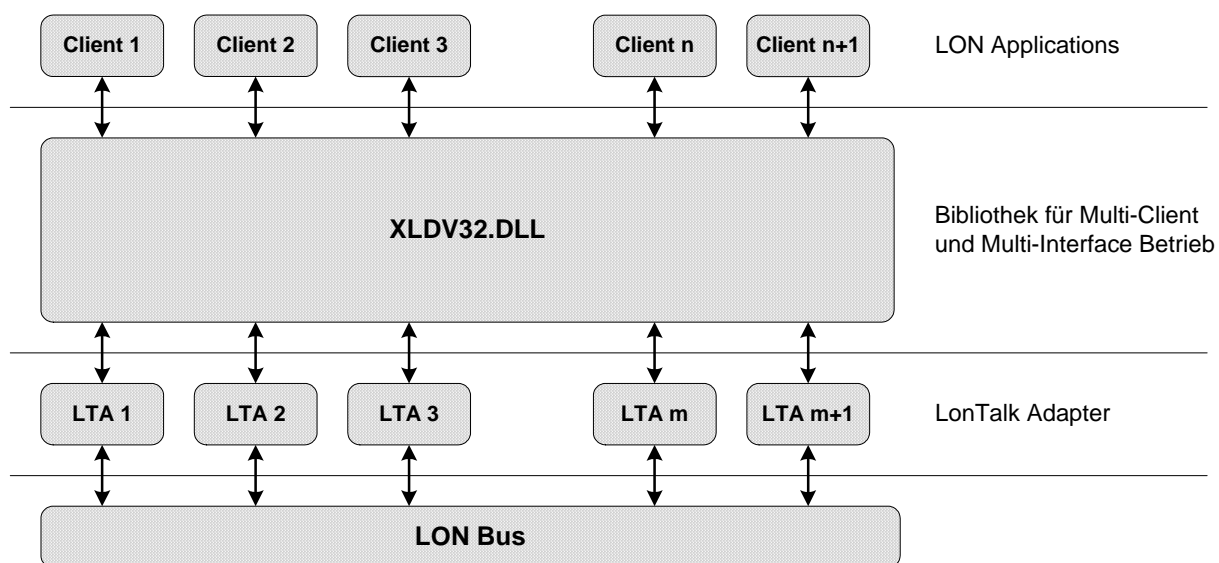 Client 1
Client 2
Client 3
Client n
Client n+1
LON Applications
XLDV32.DLL
Bibliothek für Multi-Client
und Multi-Interface Betrieb
LTA 1
LTA 2
LTA 3
LTA m
LTA m+1
LonTalk Adapter
LON Bus